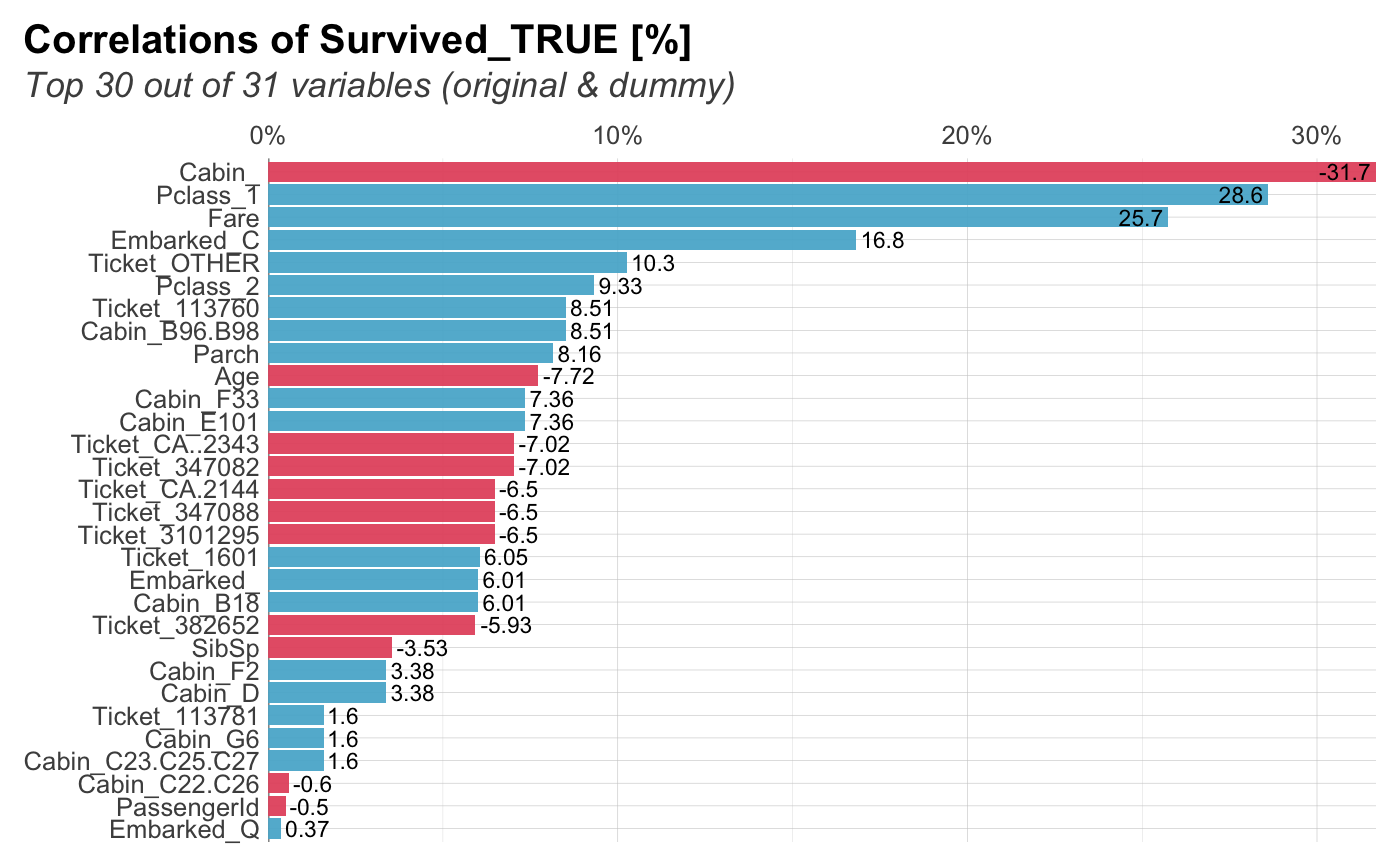 Correlations of Survived_TRUE [%]
Top 30 out of 31 variables (original & dummy)
0% 10% 20% 30%
Cabin_ -31.7
Pclass_1 28.6
Fare 25.7
Embarked_C 16.8
Ticket_OTHER 10.3
Pclass_2 9.33
Ticket_113760 8.51
Cabin_B96.B98 8.51
Parch 8.16
Age -7.72
Cabin_F33 7.36
Cabin_E101 7.36
Ticket_CA..2343 -7.02
Ticket_347082 -7.02
Ticket_CA.2144 -6.5
Ticket_347088 -6.5
Ticket_3101295 -6.5
Ticket_1601 6.05
Embarked_ 6.01
Cabin_B18 6.01
Ticket_382652 -5.93
SibSp -3.53
Cabin_F2 3.38
Cabin_D 3.38
Ticket_113781 1.6
Cabin_G6 1.6
Cabin_C23.C25.C27 1.6
Cabin_C22.C26 -0.6
PassengerId -0.5
Embarked_Q 0.37